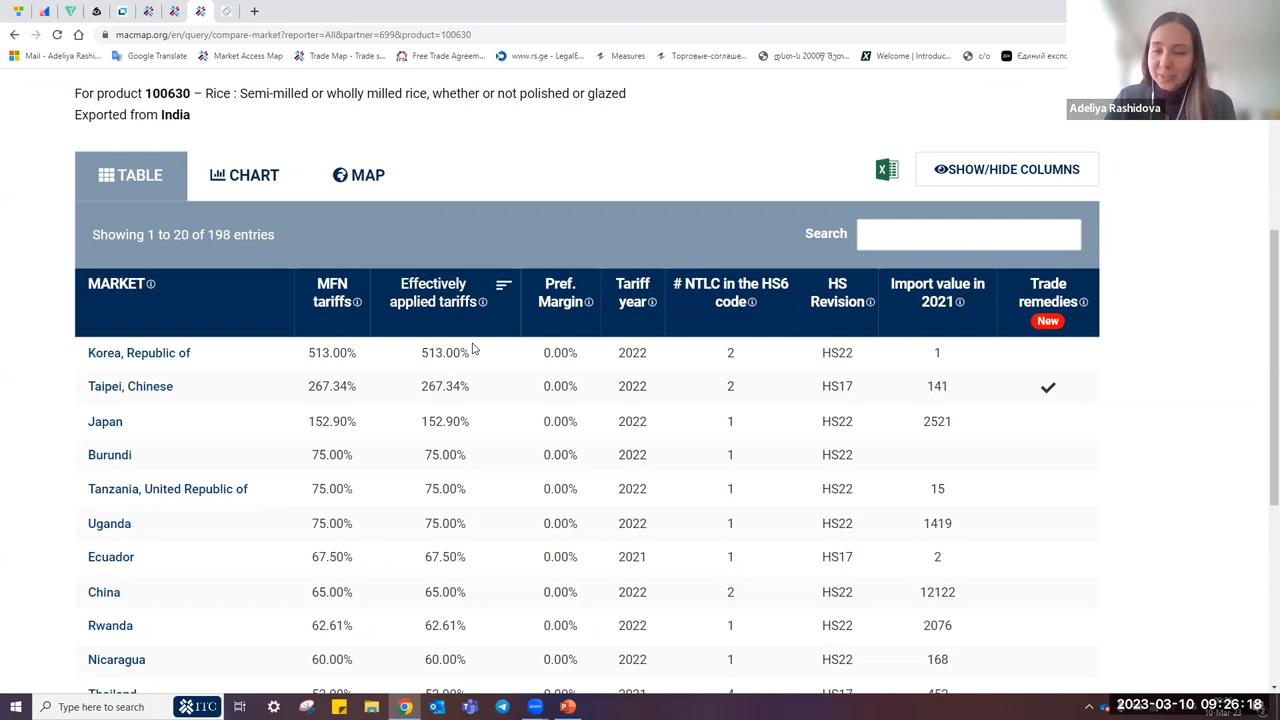 macmap.org/en/query/compare-market?reporter=All&partner=699&product=100630
Mail - Adeliya Rashi...
Google Translate
Market Access Map
Trade Map - Trade s...
Free Trade Agreem...
www.rs.ge - LegalE...
Measures
Торговые-соглаше...
Welcome | Introduc...
c/o
Єдиний експо
For product 100630 – Rice : Semi-milled or wholly milled rice, whether or not polished or glazed
Exported from India
Adeliya Rashidova
TABLE
CHART
MAP
SHOW/HIDE COLUMNS
Showing 1 to 20 of 198 entries
Search
MARKET MFN tariffs Effectively applied tariffs Pref. Margin Tariff year # NTLC in the HS6 code HS Revision Import value in 2021 Trade remedies New
Korea, Republic of 513.00% 513.00% 0.00% 2022 2 HS22 1
Taipei, Chinese 267.34% 267.34% 0.00% 2022 2 HS17 141
Japan 152.90% 152.90% 0.00% 2022 1 HS22 2521
Burundi 75.00% 75.00% 0.00% 2022 1 HS22
Tanzania, United Republic of 75.00% 75.00% 0.00% 2022 1 HS22 15
Uganda 75.00% 75.00% 0.00% 2022 1 HS22 1419
Ecuador 67.50% 67.50% 0.00% 2021 1 HS17 2
China 65.00% 65.00% 0.00% 2022 2 HS22 12122
Rwanda 62.61% 62.61% 0.00% 2022 1 HS22 2076
Nicaragua 60.00% 60.00% 0.00% 2022 1 HS22 168
Type here to search
ITC
2023-03-10 09:26:18